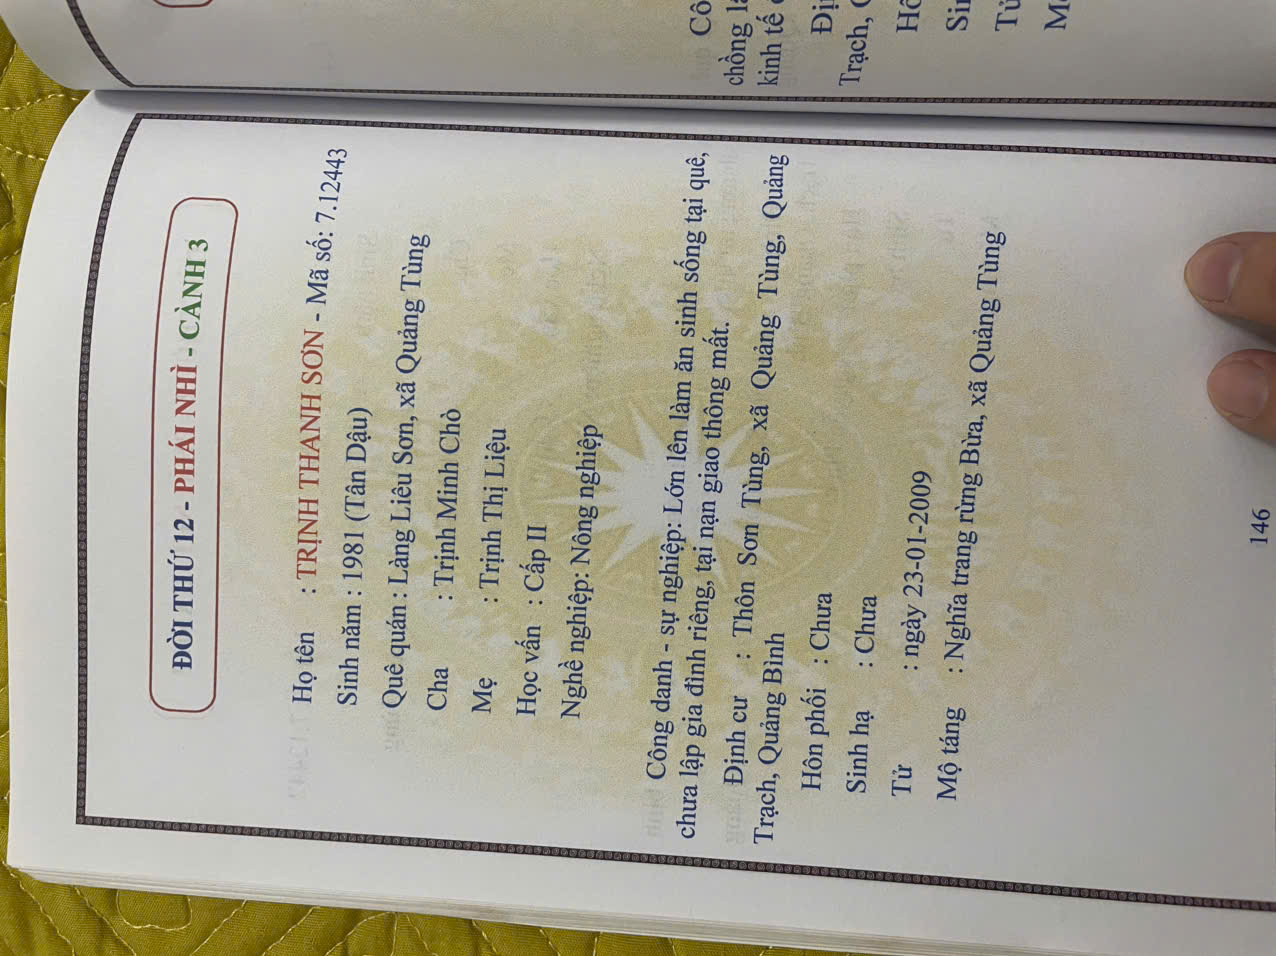 ĐỜI THỨ 12 - PHÁI NHÌ - CÀNH 3
Họ tên : TRỊNH THANH SƠN - Mã số: 7.12443
Sinh năm : 1981 (Tân Dậu)
Quê quán : Làng Liêu Sơn, xã Quảng Tùng
Cha : Trịnh Minh Chò
Mẹ : Trịnh Thị Liệu
Học vấn : Cấp II
Nghề nghiệp: Nông nghiệp
Công danh - sự nghiệp: Lớn lên làm ăn sinh sống tại quê,
chưa lập gia đình riêng, tại nạn giao thông mất.
Định cư : Thôn Sơn Tùng, xã Quảng Tùng, Quảng
Trạch, Quảng Bình
Hôn phối : Chưa
Sinh hạ : Chưa
Tử : ngày 23-01-2009
Mộ táng : Nghĩa trang rừng Bừa, xã Quảng Tùng
146
chồng
kinh tế
Trạch,